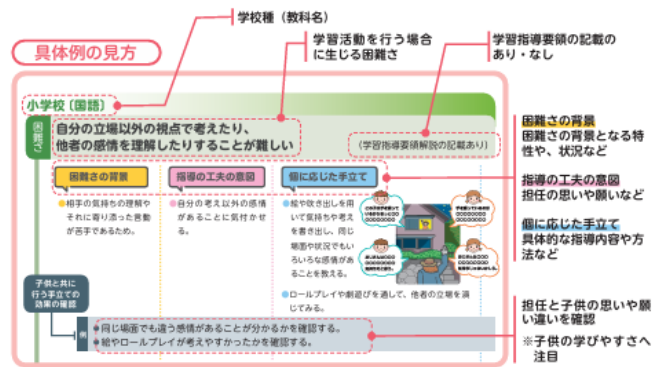 学校種（教科名）
具体例の見方
学習活動を行う場合
に生じる困難さ
学習指導要領の記載の
あり・なし
小学校〔国語〕
困難さ
自分の立場以外の視点で考えたり、
他者の感情を理解したりすることが難しい
（学習指導要領解説の記載あり）
困難さの背景
相手の気持ちの理解や
それに寄り添った言動
が苦手であるため。
指導の工夫の意図
自分の考え以外の感情
があることに気付かせ
る。
個に応じた手立て
絵や吹き出しを用
いて気持ちや考え
を書き出し、同じ
場面や状況でもい
ろいろな感情があ
ることを教える。
ロールプレイや劇遊びを通して、他者の立場を演
じてみる。
子供と共に
行う手立ての
効果の確認
例
同じ場面でも違う感情があることが分かるかを確認する。
絵やロールプレイが考えやすかったかを確認する。
困難さの背景
困難さの背景となる特
性や、状況など
指導の工夫の意図
担任の思いや願いなど
個に応じた手立て
具体的な指導内容や方
法など
担任と子供の思いや願
い違いを確認
※子供の学びやすさへ
注目